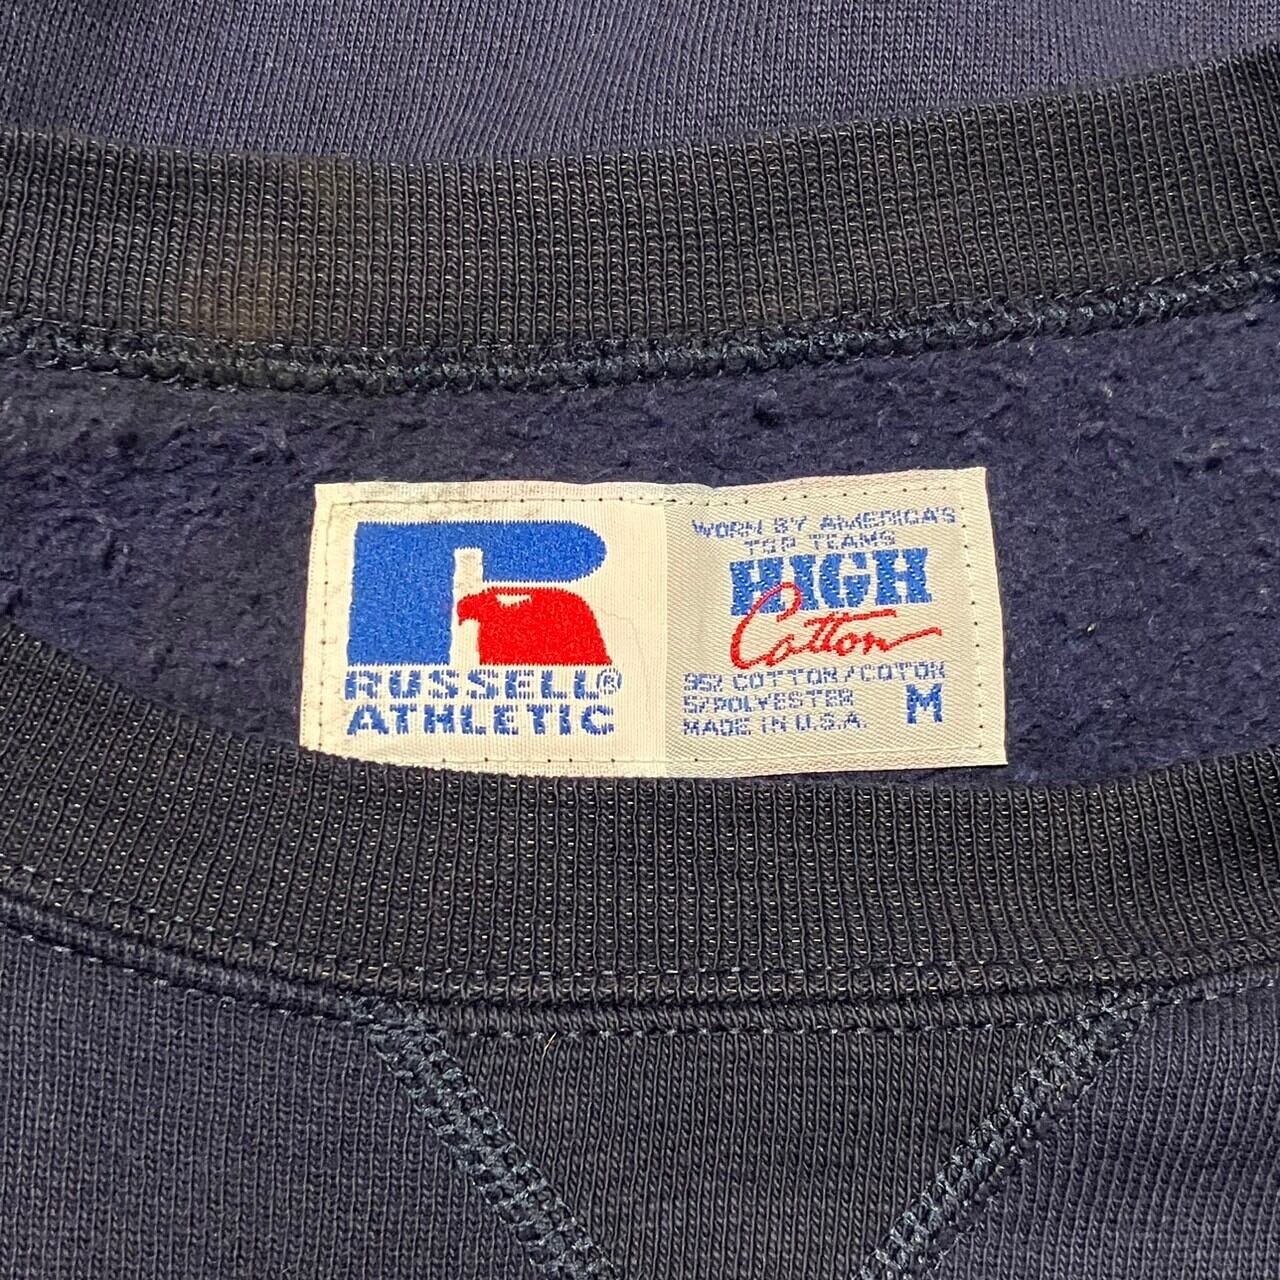 RUSSELL®
ATHLETIC
WORN BY AMERICA'S
TOP TEAMS
HIGH
Cotton
95% COTTON/COTON
5% POLYESTER
MADE IN U.S.A.
M